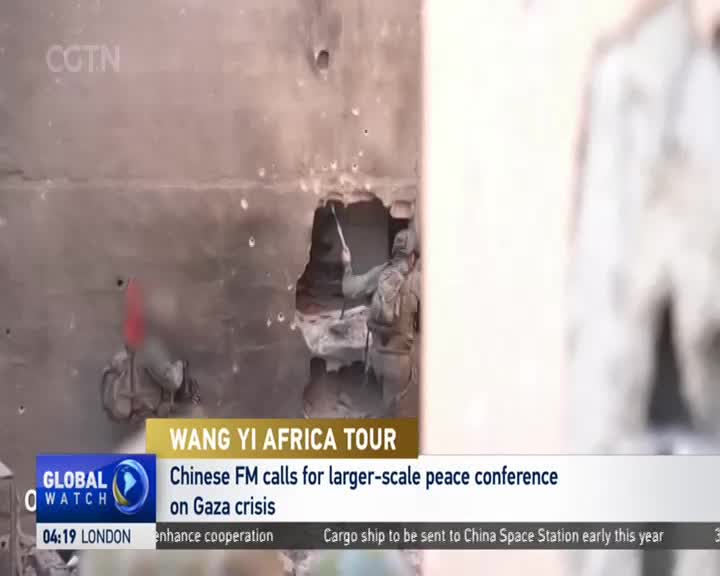 CGTN
WANG YI AFRICA TOUR
Chinese FM calls for larger-scale peace conference
on Gaza crisis
GLOBAL
WATCH
04:19 LONDON
enhance cooperation Cargo ship to be sent to China Space Station early this year